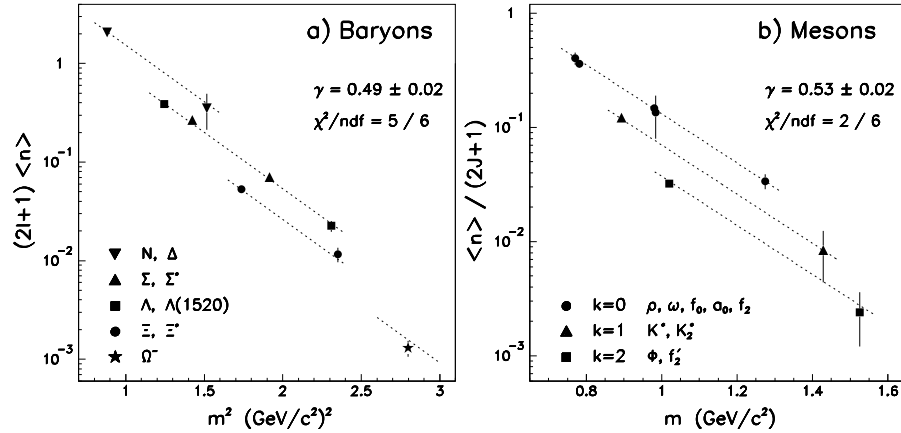 a) Baryons
γ = 0.49 ± 0.02
χ²/ndf = 5 / 6
(2I+1) <n>
1
10⁻¹
10⁻²
10⁻³
N, Δ
Σ, Σ*
Λ, Λ(1520)
Ξ, Ξ*
Ω⁻
1 1.5 2 2.5 3
m² (GeV/c²)²
b) Mesons
γ = 0.53 ± 0.02
χ²/ndf = 2 / 6
<n> / (2J+1)
1
10⁻¹
10⁻²
10⁻³
k=0 ρ, ω, f₀, a₀, f₂
k=1 K*, K₂*
k=2 Φ, f₂′
0.8 1 1.2 1.4 1.6
m (GeV/c²)